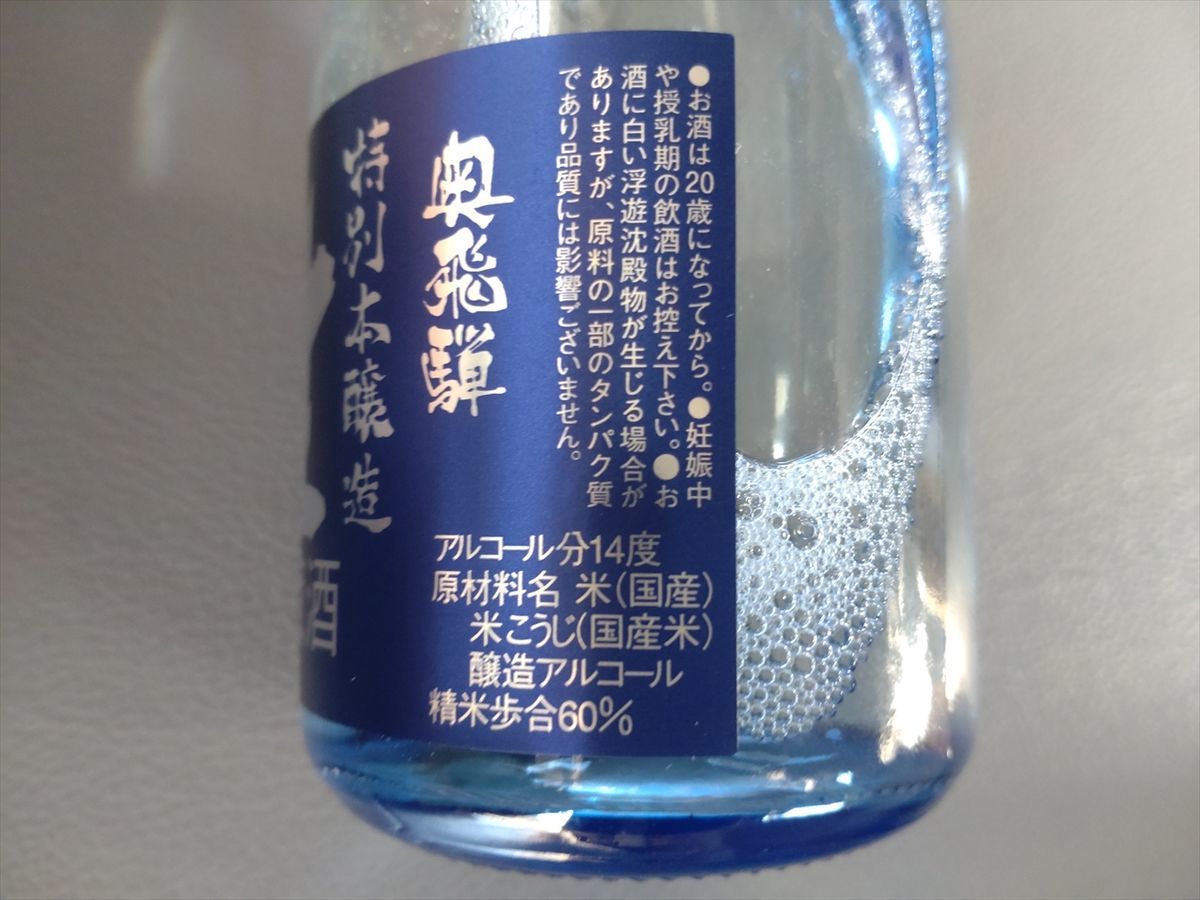 ●お酒は20歳になってから。●妊娠中
や授乳期の飲酒はお控え下さい。●お
酒に白い浮遊沈殿物が生じる場合が
ありますが、原料の一部のタンパク質
であり品質には影響ございません。
奥飛騨
特別本醸造
酒
アルコール分14度
原材料名 米(国産)
米こうじ(国産米)
醸造アルコール
精米歩合60%